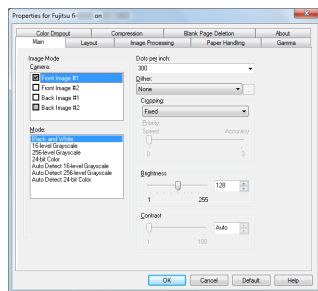 Properties for Fujitsu fi- on
Color Dropout Compression Blank Page Deletion About
Main Layout Image Processing Paper Handling Gamma
Image Mode
Camera:
Front Image #1
Front Image #2
Back Image #1
Back Image #2
Mode:
Black and White
16-level Grayscale
256-level Grayscale
24-bit Color
Auto Detect 16-level Grayscale
Auto Detect 256-level Grayscale
Auto Detect 24-bit Color
Dots per inch:
300
Dither:
None
...
Cropping:
Fixed
Priority:
Speed Accuracy
0 3
Brightness
128
1 255
Contrast
Auto
1 100
OK Cancel Default Help